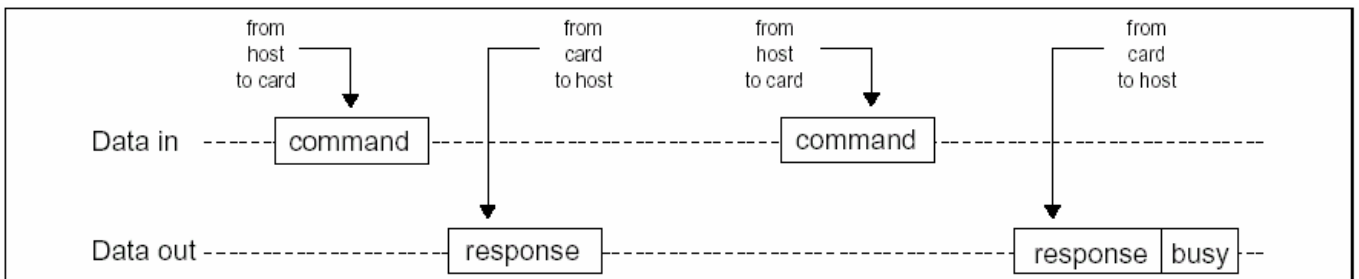 from
host
to card
from
card
to host
from
host
to card
from
card
to host
Data in
command
command
Data out
response
response
busy